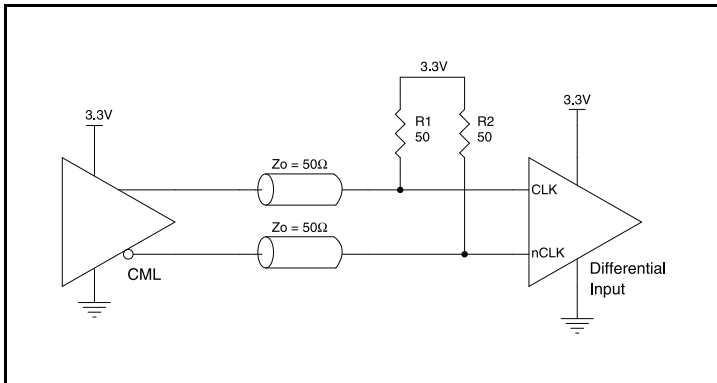 3.3V
3.3V
3.3V
R1
50
R2
50
Zo = 50Ω
CLK
Zo = 50Ω
nCLK
CML
Differential
Input